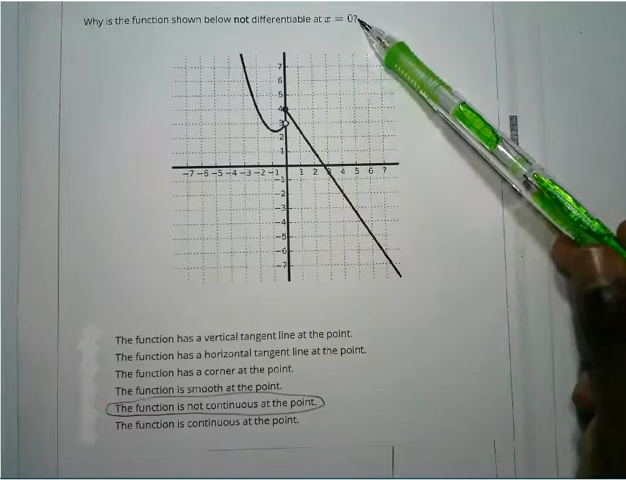 Why is the function shown below not differentiable at x = 0?
7
6
5
4
3
2
1
-7 -6 -5 -4 -3 -2 -1 1 2 3 4 5 6 7
-1
-2
-3
-4
-5
-6
-7
The function has a vertical tangent line at the point.
The function has a horizontal tangent line at the point.
The function has a corner at the point.
The function is smooth at the point.
The function is not continuous at the point.
The function is continuous at the point.